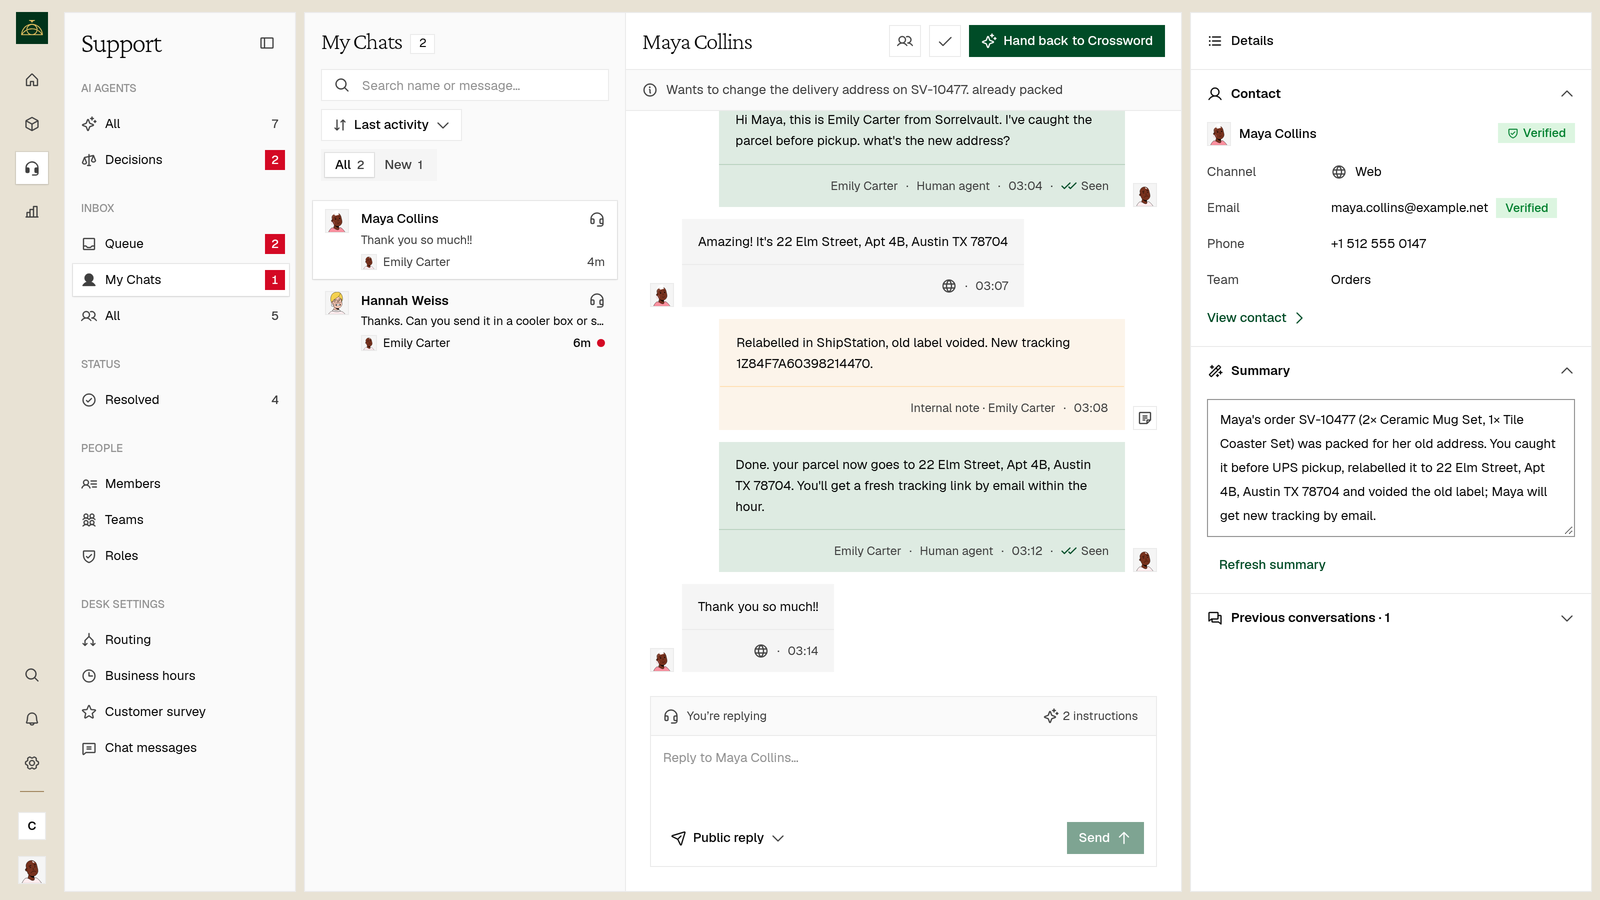 Support
AI AGENTS
All 7
Decisions 2
INBOX
Queue 2
My Chats 1
All 5
STATUS
Resolved 4
PEOPLE
Members
Teams
Roles
DESK SETTINGS
Routing
Business hours
Customer survey
Chat messages
C
My Chats 2
Search name or message...
Last activity
All 2 New 1
Maya Collins
Thank you so much!!
Emily Carter 4m
Hannah Weiss
Thanks. Can you send it in a cooler box or s...
Emily Carter 6m
Maya Collins
Hand back to Crossword
Wants to change the delivery address on SV-10477. already packed
Hi Maya, this is Emily Carter from Sorrelvault. I've caught the
parcel before pickup. what's the new address?
Emily Carter · Human agent · 03:04 · Seen
Amazing! It's 22 Elm Street, Apt 4B, Austin TX 78704
· 03:07
Relabelled in ShipStation, old label voided. New tracking
1Z84F7A60398214470.
Internal note · Emily Carter · 03:08
Done. your parcel now goes to 22 Elm Street, Apt 4B, Austin
TX 78704. You'll get a fresh tracking link by email within the
hour.
Emily Carter · Human agent · 03:12 · Seen
Thank you so much!!
· 03:14
You're replying
2 instructions
Reply to Maya Collins...
Public reply
Send
Details
Contact
Maya Collins Verified
Channel Web
Email maya.collins@example.net Verified
Phone +1 512 555 0147
Team Orders
View contact
Summary
Maya's order SV-10477 (2× Ceramic Mug Set, 1× Tile
Coaster Set) was packed for her old address. You caught
it before UPS pickup, relabelled it to 22 Elm Street, Apt
4B, Austin TX 78704 and voided the old label; Maya will
get new tracking by email.
Refresh summary
Previous conversations · 1